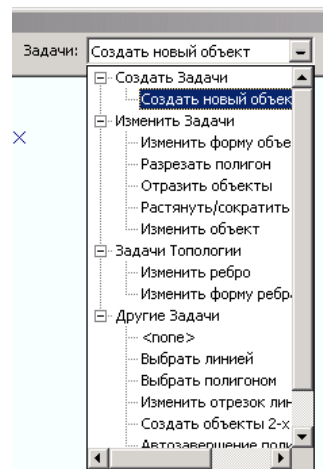 Задачи: Создать новый объект
Создать Задачи
Создать новый объек
Изменить Задачи
Изменить форму объе
Разрезать полигон
Отразить объекты
Растянуть/сократить
Изменить объект
Задачи Топологии
Изменить ребро
Изменить форму ребр
Другие Задачи
<none>
Выбрать линией
Выбрать полигоном
Изменить отрезок лин
Создать объекты 2-х
Автозавершение поли